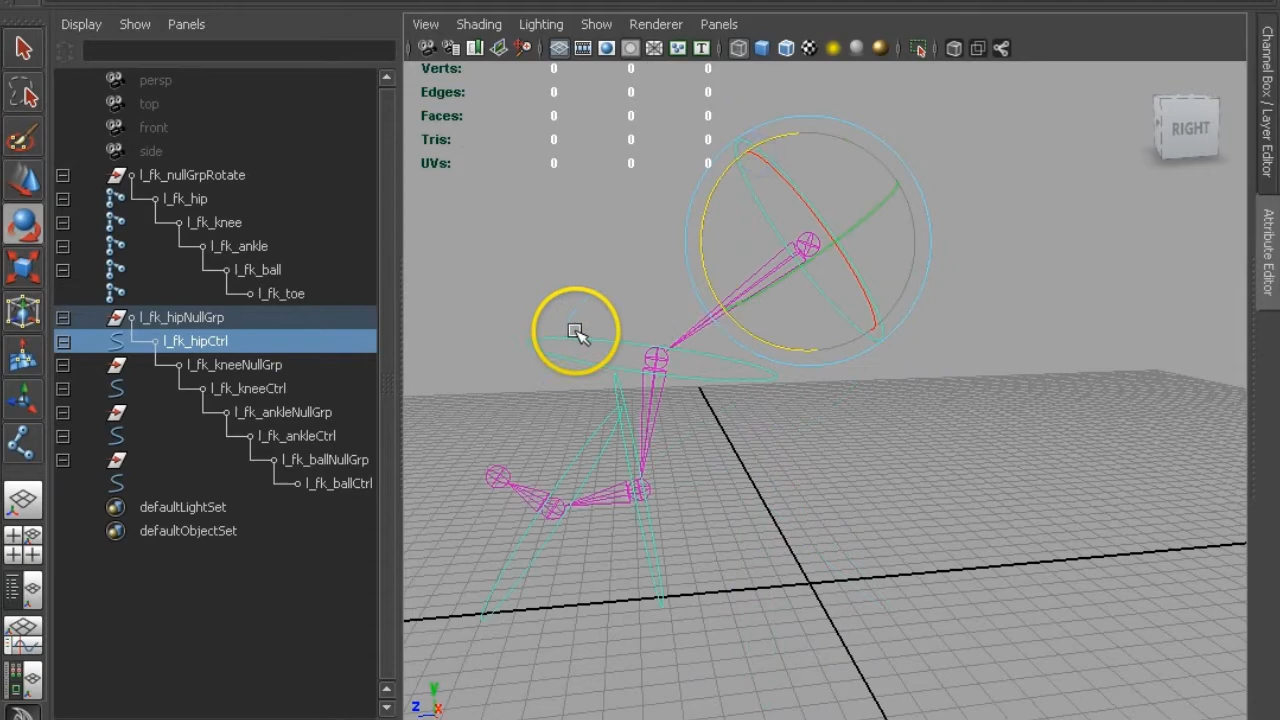 Display Show Panels
View Shading Lighting Show Renderer Panels
persp
top
front
side
l_fk_nullGrpRotate
l_fk_hip
l_fk_knee
l_fk_ankle
l_fk_ball
l_fk_toe
l_fk_hipNullGrp
l_fk_hipCtrl
l_fk_kneeNullGrp
l_fk_kneeCtrl
l_fk_ankleNullGrp
l_fk_ankleCtrl
l_fk_ballNullGrp
l_fk_ballCtrl
defaultLightSet
defaultObjectSet
T
Verts: 0 0 0
Edges: 0 0 0
Faces: 0 0 0
Tris: 0 0 0
UVs: 0 0 0
RIGHT
y
z x
Channel Box / Layer Editor
Attribute Editor